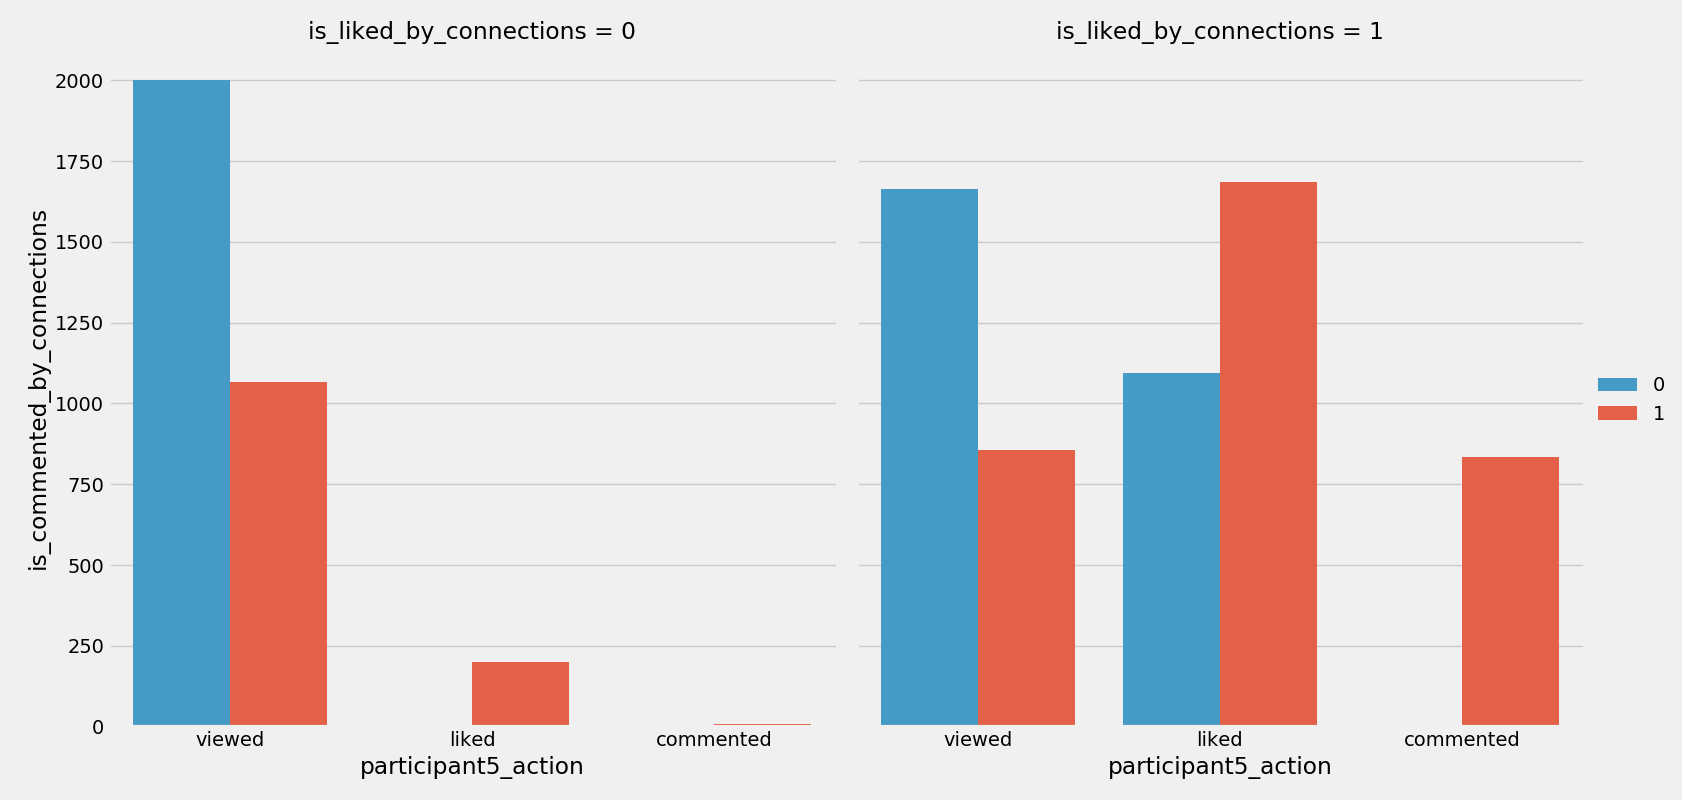 is_liked_by_connections = 0
is_liked_by_connections = 1
is_commented_by_connections
2000
1750
1500
1250
1000
750
500
250
0
viewed
liked
commented
participant5_action
viewed
liked
commented
participant5_action
0
1